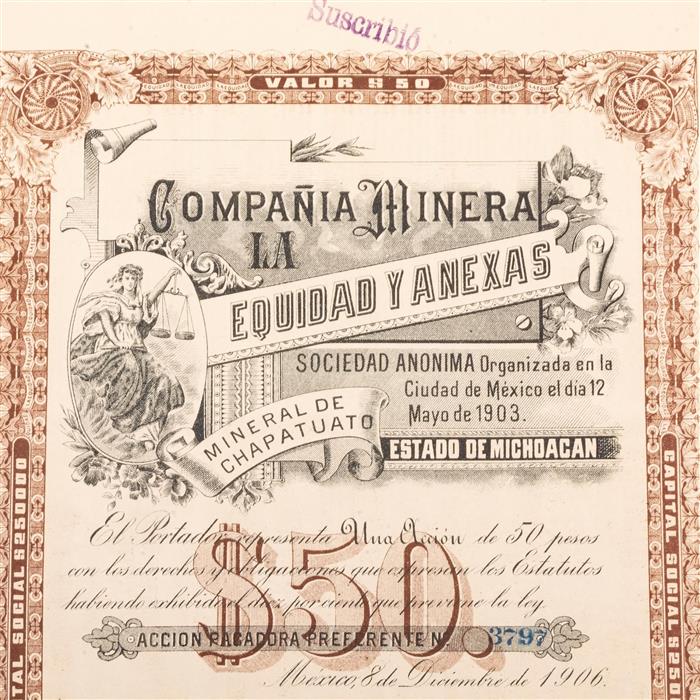 Suscribió
VALOR $ 50
COMPAÑIA MINERA
LA
EQUIDAD Y ANEXAS
SOCIEDAD ANONIMA Organizada en la
Ciudad de México el día 12
Mayo de 1903.
MINERAL DE
CHAPATUATO
ESTADO DE MICHOACAN
CAPITAL SOCIAL $250000
TAL SOCIAL $250000
$50.
El Portador representa Una Acción de 50 pesos
con los derechos y obligaciones que expresan los Estatutos
habiendo exhibido el diez por ciento que previene la ley.
ACCION PAGADORA PREFERENTE No. 3797
Mexico, 8 de Diciembre de 1906.